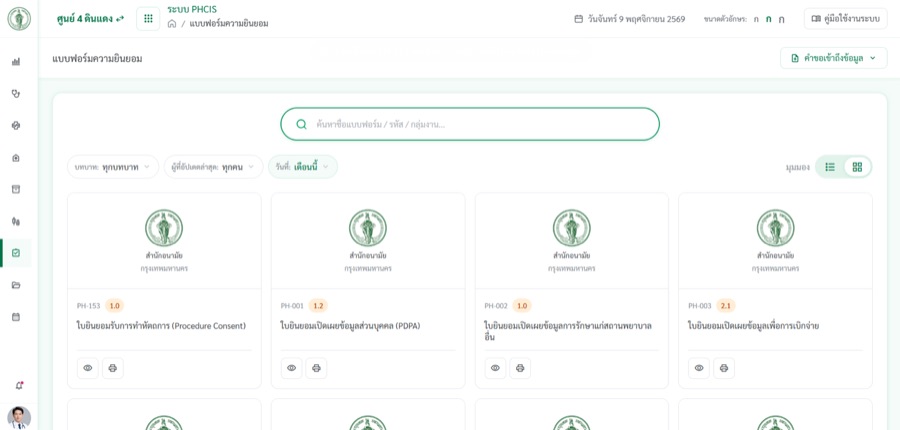 ศูนย์ 4 ดินแดง
ระบบ PHCIS
/ แบบฟอร์มความยินยอม
วันจันทร์ 9 พฤศจิกายน 2569
ขนาดตัวอักษร: ก ก ก
คู่มือใช้งานระบบ
แบบฟอร์มความยินยอม
คำขอเข้าถึงข้อมูล
ค้นหาชื่อแบบฟอร์ม / รหัส / กลุ่มงาน...
บทบาท: ทุกบทบาท
ผู้ที่อัปเดตล่าสุด: ทุกคน
วันที่: เดือนนี้
มุมมอง
สำนักอนามัย
กรุงเทพมหานคร
PH-153 1.0
ใบยินยอมรับการทำหัตถการ (Procedure Consent)
สำนักอนามัย
กรุงเทพมหานคร
PH-001 1.2
ใบยินยอมเปิดเผยข้อมูลส่วนบุคคล (PDPA)
สำนักอนามัย
กรุงเทพมหานคร
PH-002 1.0
ใบยินยอมเปิดเผยข้อมูลการรักษาแก่สถานพยาบาล
อื่น
สำนักอนามัย
กรุงเทพมหานคร
PH-003 2.1
ใบยินยอมเปิดเผยข้อมูลเพื่อการเบิกจ่าย